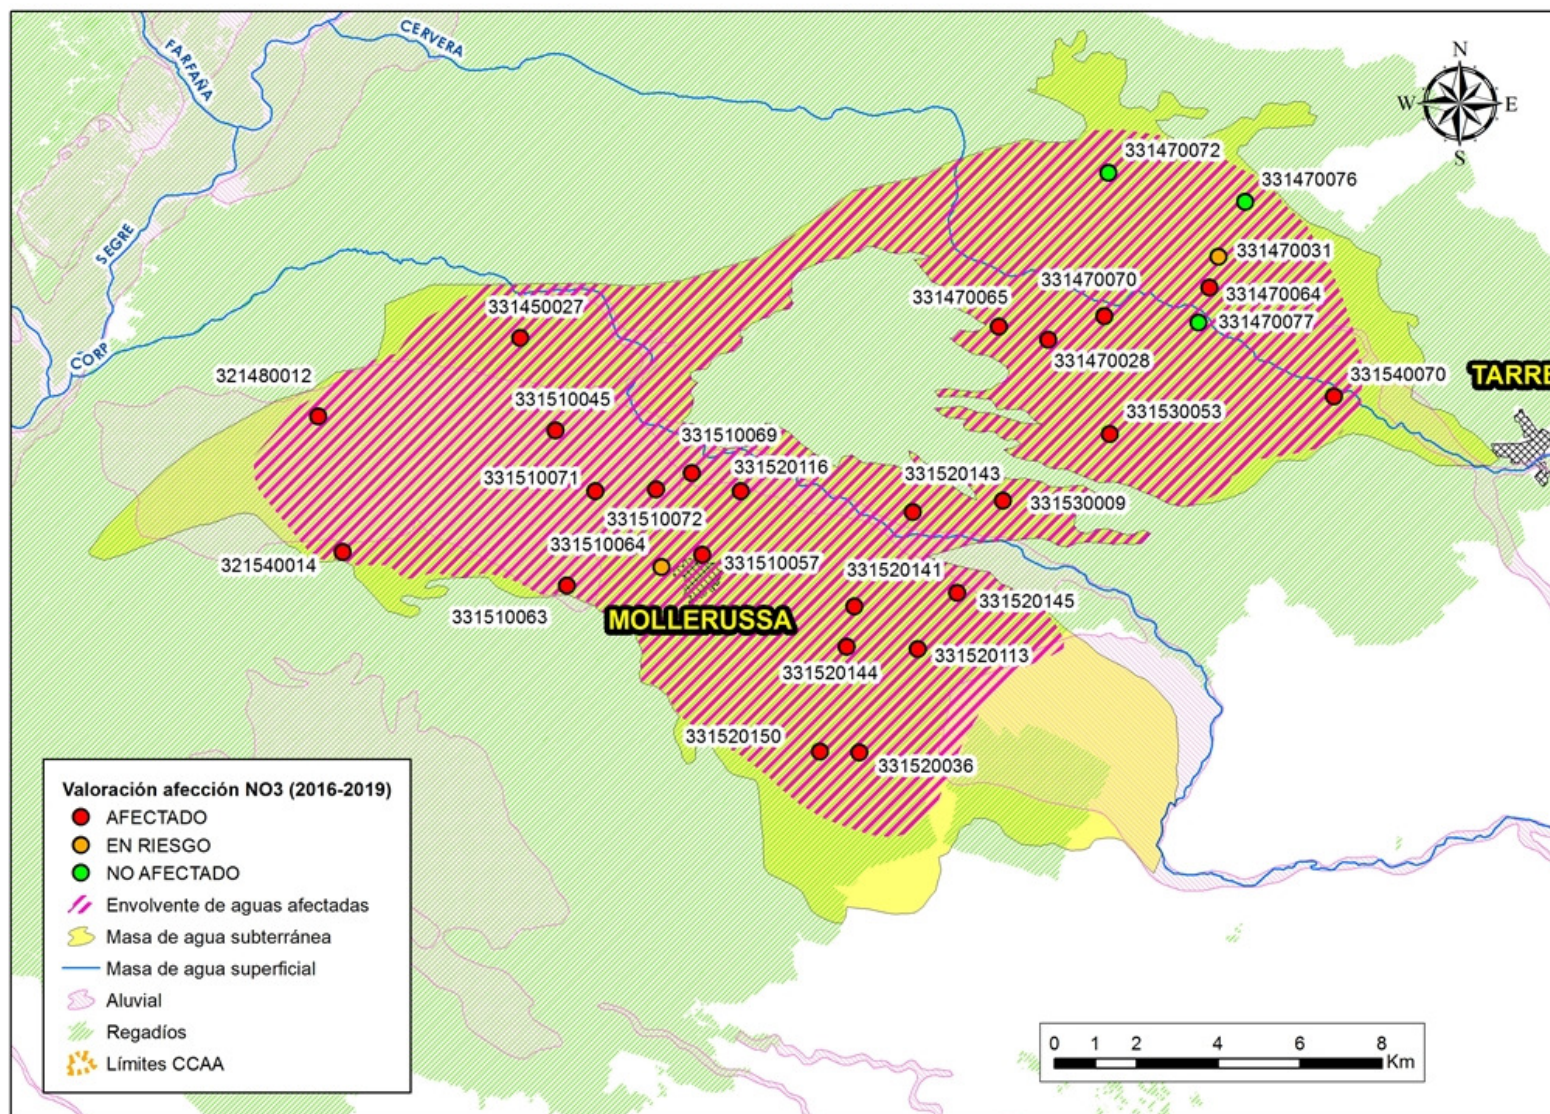 CERVERA
FARFAÑA
N
W
E
S
331470072
331470076
SEGRE
331470031
331470070
331470065
331470064
331450027
331470077
CORP
331470028
321480012
331540070
TARRE
331510045
331530053
331510069
331510071
331520116
331520143
331530009
331510072
331510064
321540014
331510057
331520141
331520145
331510063
MOLLERUSSA
331520113
331520144
331520150
331520036
Valoración afección NO3 (2016-2019)
AFECTADO
EN RIESGO
NO AFECTADO
Envolvente de aguas afectadas
Masa de agua subterránea
Masa de agua superficial
Aluvial
Regadíos
Límites CCAA
0 1 2 4 6 8
Km